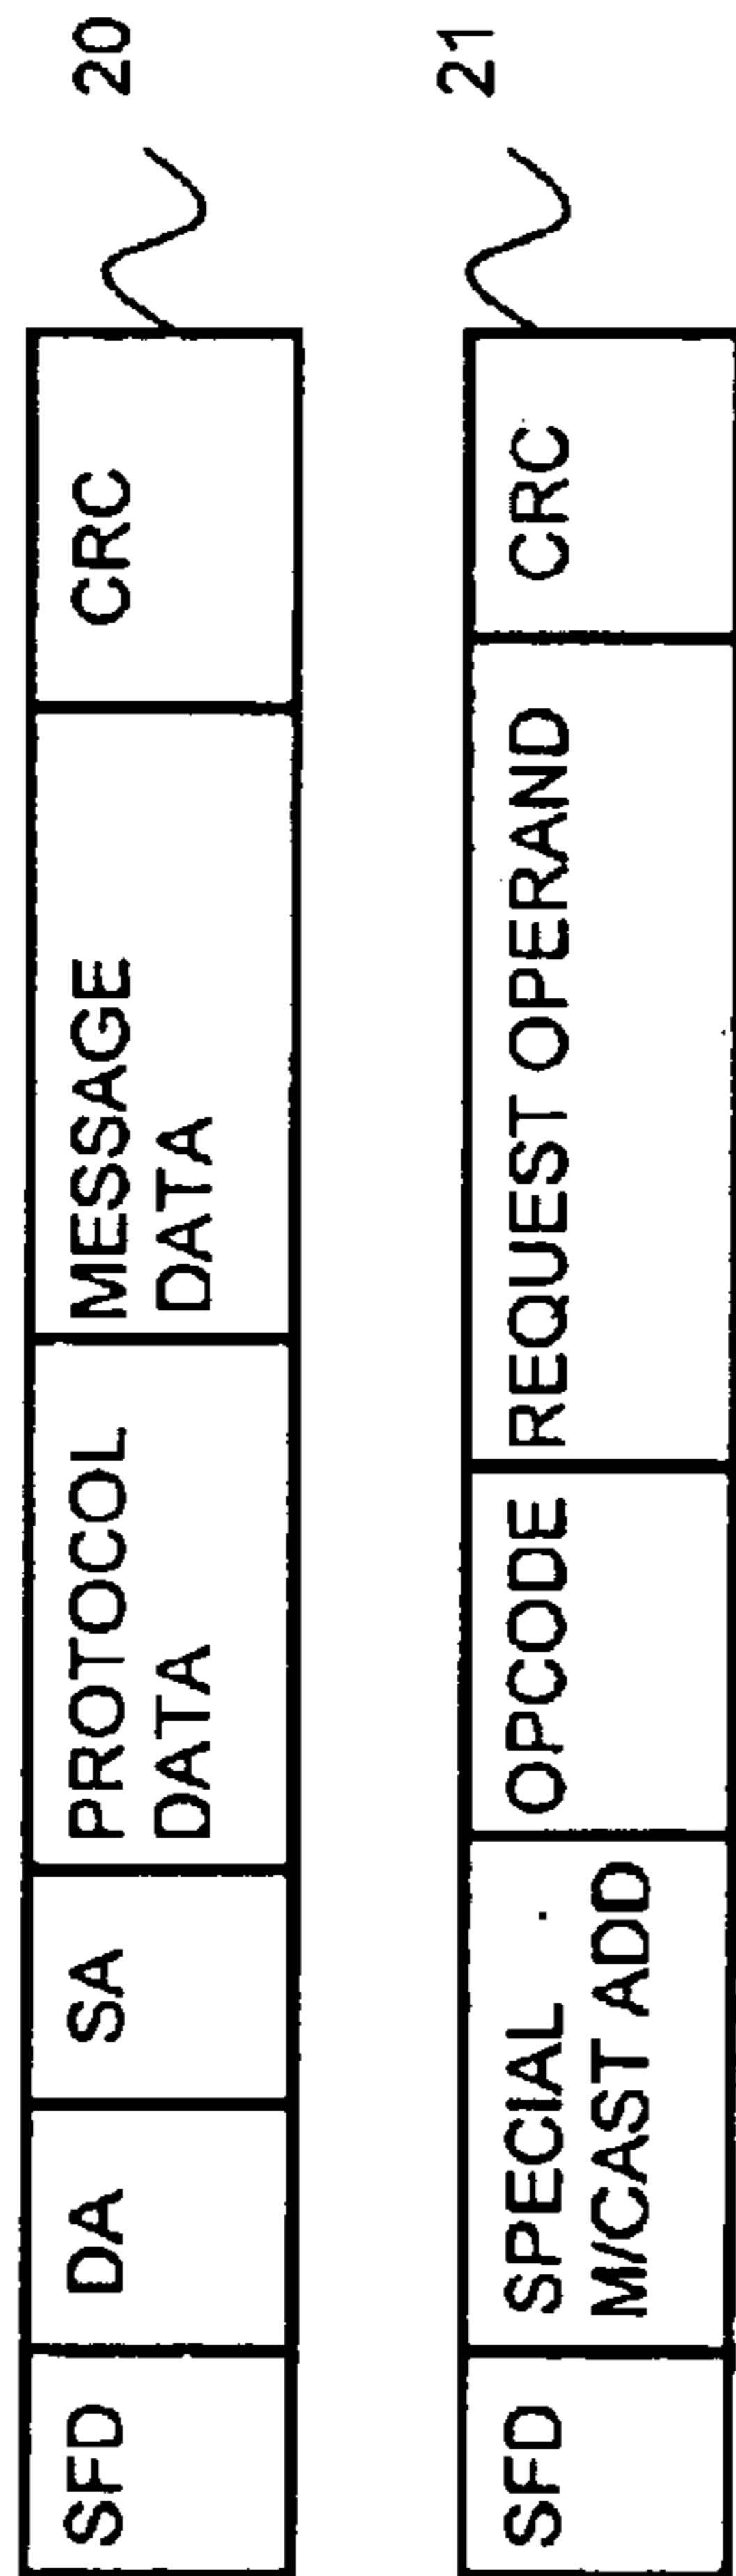 SFD DA SA PROTOCOL DATA MESSAGE DATA CRC 20
SFD SPECIAL M/CAST ADD OPCODE REQUEST OPERAND CRC 21